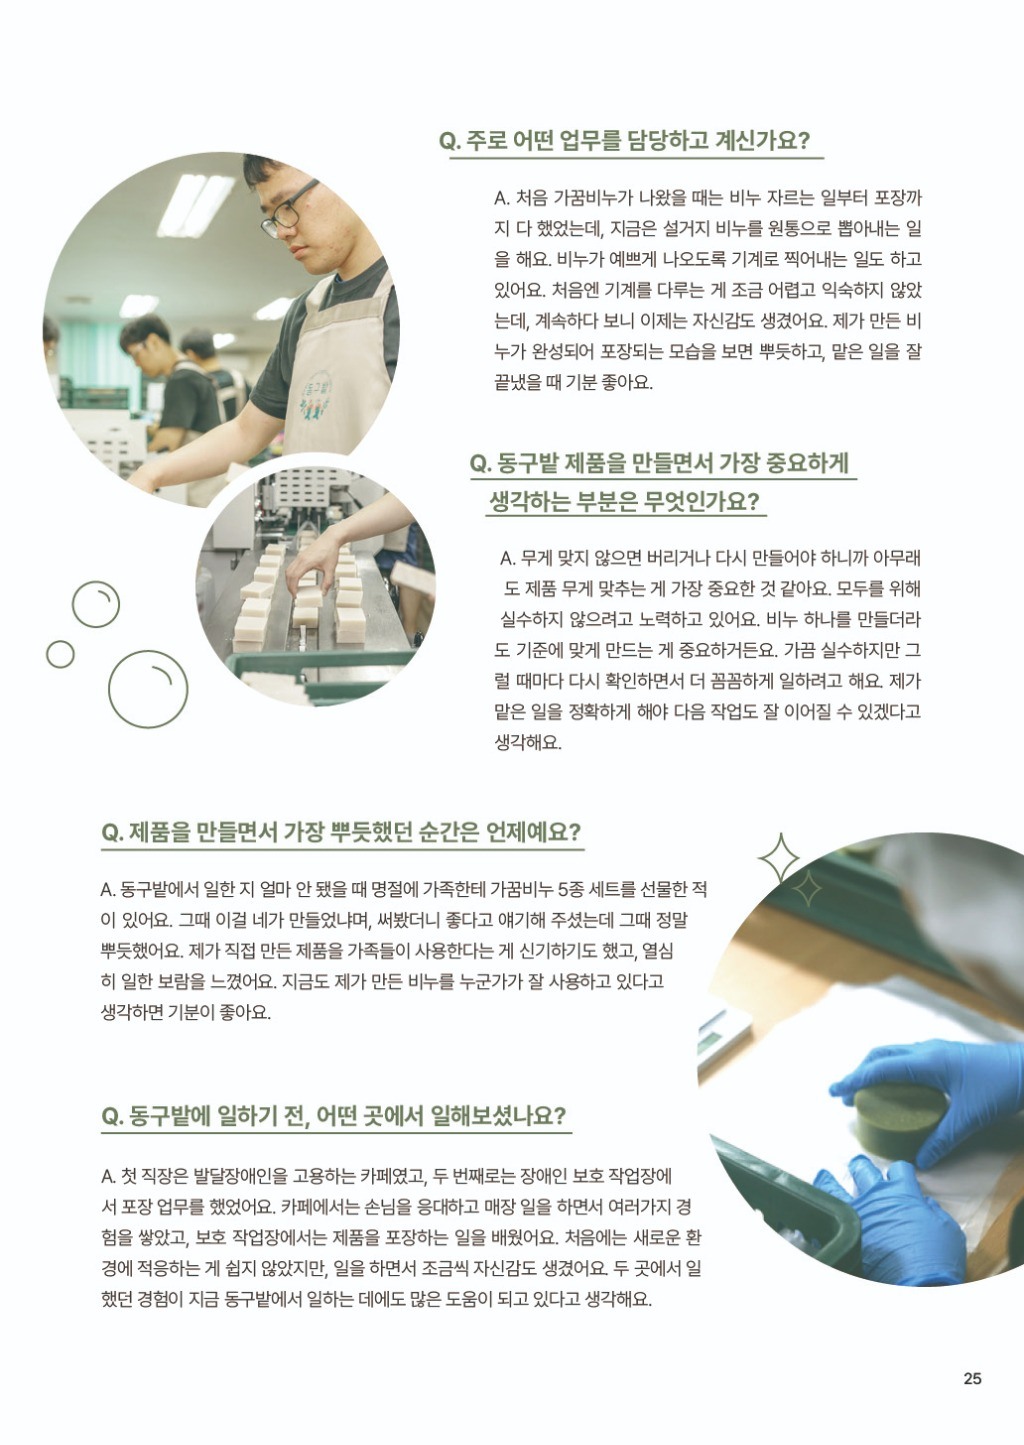 Q. 주로 어떤 업무를 담당하고 계신가요?
A. 처음 가꿈비누가 나왔을 때는 비누 자르는 일부터 포장까
지 다 했었는데, 지금은 설거지 비누를 원통으로 뽑아내는 일
을 해요. 비누가 예쁘게 나오도록 기계로 찍어내는 일도 하고
있어요. 처음엔 기계를 다루는 게 조금 어렵고 익숙하지 않았
는데, 계속하다 보니 이제는 자신감도 생겼어요. 제가 만든 비
누가 완성되어 포장되는 모습을 보면 뿌듯하고, 맡은 일을 잘
끝냈을 때 기분 좋아요.
동구밭
Q. 동구밭 제품을 만들면서 가장 중요하게
생각하는 부분은 무엇인가요?
A. 무게 맞지 않으면 버리거나 다시 만들어야 하니까 아무래
도 제품 무게 맞추는 게 가장 중요한 것 같아요. 모두를 위해
실수하지 않으려고 노력하고 있어요. 비누 하나를 만들더라
도 기준에 맞게 만드는 게 중요하거든요. 가끔 실수하지만 그
럴 때마다 다시 확인하면서 더 꼼꼼하게 일하려고 해요. 제가
맡은 일을 정확하게 해야 다음 작업도 잘 이어질 수 있겠다고
생각해요.
Q. 제품을 만들면서 가장 뿌듯했던 순간은 언제예요?
A. 동구밭에서 일한 지 얼마 안 됐을 때 명절에 가족한테 가꿈비누 5종 세트를 선물한 적
이 있어요. 그때 이걸 네가 만들었냐며, 써봤더니 좋다고 얘기해 주셨는데 그때 정말
뿌듯했어요. 제가 직접 만든 제품을 가족들이 사용한다는 게 신기하기도 했고, 열심
히 일한 보람을 느꼈어요. 지금도 제가 만든 비누를 누군가가 잘 사용하고 있다고
생각하면 기분이 좋아요.
Q. 동구밭에 일하기 전, 어떤 곳에서 일해보셨나요?
A. 첫 직장은 발달장애인을 고용하는 카페였고, 두 번째로는 장애인 보호 작업장에
서 포장 업무를 했었어요. 카페에서는 손님을 응대하고 매장 일을 하면서 여러가지 경
험을 쌓았고, 보호 작업장에서는 제품을 포장하는 일을 배웠어요. 처음에는 새로운 환
경에 적응하는 게 쉽지 않았지만, 일을 하면서 조금씩 자신감도 생겼어요. 두 곳에서 일
했던 경험이 지금 동구밭에서 일하는 데에도 많은 도움이 되고 있다고 생각해요.
25